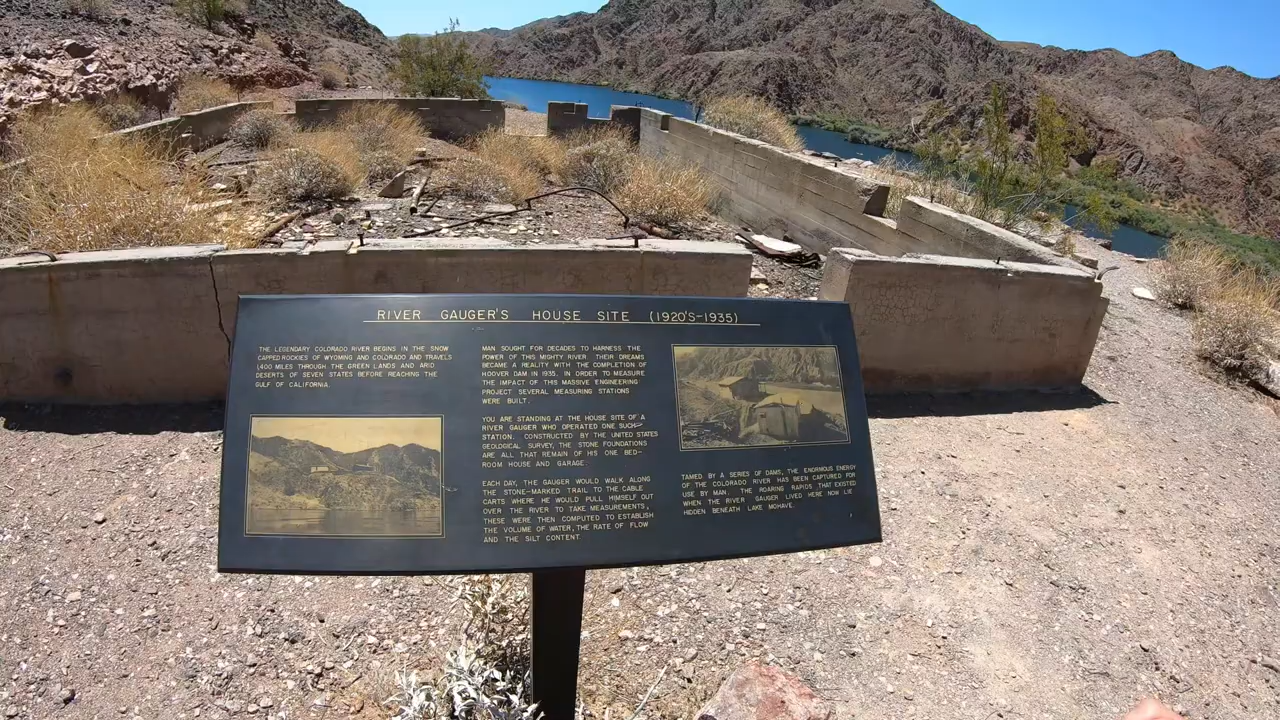 RIVER GAUGER'S HOUSE SITE (1920'S-1935)
THE LEGENDARY COLORADO RIVER BEGINS IN THE SNOW
CAPPED ROCKIES OF WYOMING AND COLORADO AND TRAVELS
1,400 MILES THROUGH THE GREEN LANDS AND ARID
DESERTS OF SEVEN STATES BEFORE REACHING THE
GULF OF CALIFORNIA.
MAN SOUGHT FOR DECADES TO HARNESS THE
POWER OF THIS MIGHTY RIVER. THEIR DREAMS
BECAME A REALITY WITH THE COMPLETION OF
HOOVER DAM IN 1935. IN ORDER TO MEASURE
THE IMPACT OF THIS MASSIVE ENGINEERING
PROJECT SEVERAL MEASURING STATIONS
WERE BUILT.
YOU ARE STANDING AT THE HOUSE SITE OF A
RIVER GAUGER WHO OPERATED ONE SUCH
STATION. CONSTRUCTED BY THE UNITED STATES
GEOLOGICAL SURVEY, THE STONE FOUNDATIONS
ARE ALL THAT REMAIN OF HIS ONE BED-
ROOM HOUSE AND GARAGE.
EACH DAY, THE GAUGER WOULD WALK ALONG
THE STONE-MARKED TRAIL TO THE CABLE
CARTS WHERE HE WOULD PULL HIMSELF OUT
OVER THE RIVER TO TAKE MEASUREMENTS,
THESE WERE THEN COMPUTED TO ESTABLISH
THE VOLUME OF WATER, THE RATE OF FLOW
AND THE SILT CONTENT.
TAMED BY A SERIES OF DAMS, THE ENORMOUS ENERGY
OF THE COLORADO RIVER HAS BEEN CAPTURED FOR
USE BY MAN. THE ROARING RAPIDS THAT EXISTED
WHEN THE RIVER GAUGER LIVED HERE NOW LIE
HIDDEN BENEATH LAKE MOHAVE.